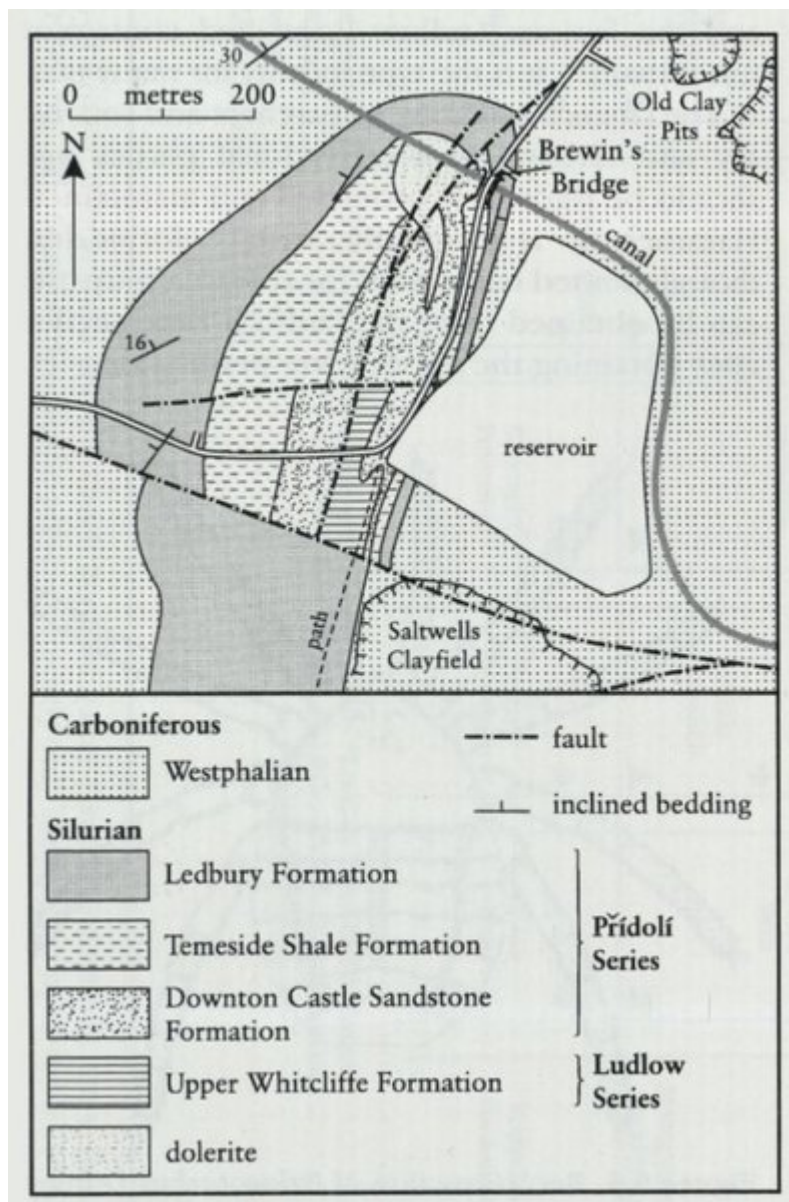 30
0 metres 200
N
Old Clay
Pits
Brewin's
Bridge
canal
16
reservoir
path
Saltwells
Clayfield
Carboniferous
Westphalian
fault
inclined bedding
Silurian
Ledbury Formation
Temeside Shale Formation
Přídolí
Series
Downton Castle Sandstone
Formation
Upper Whitcliffe Formation
Ludlow
Series
dolerite